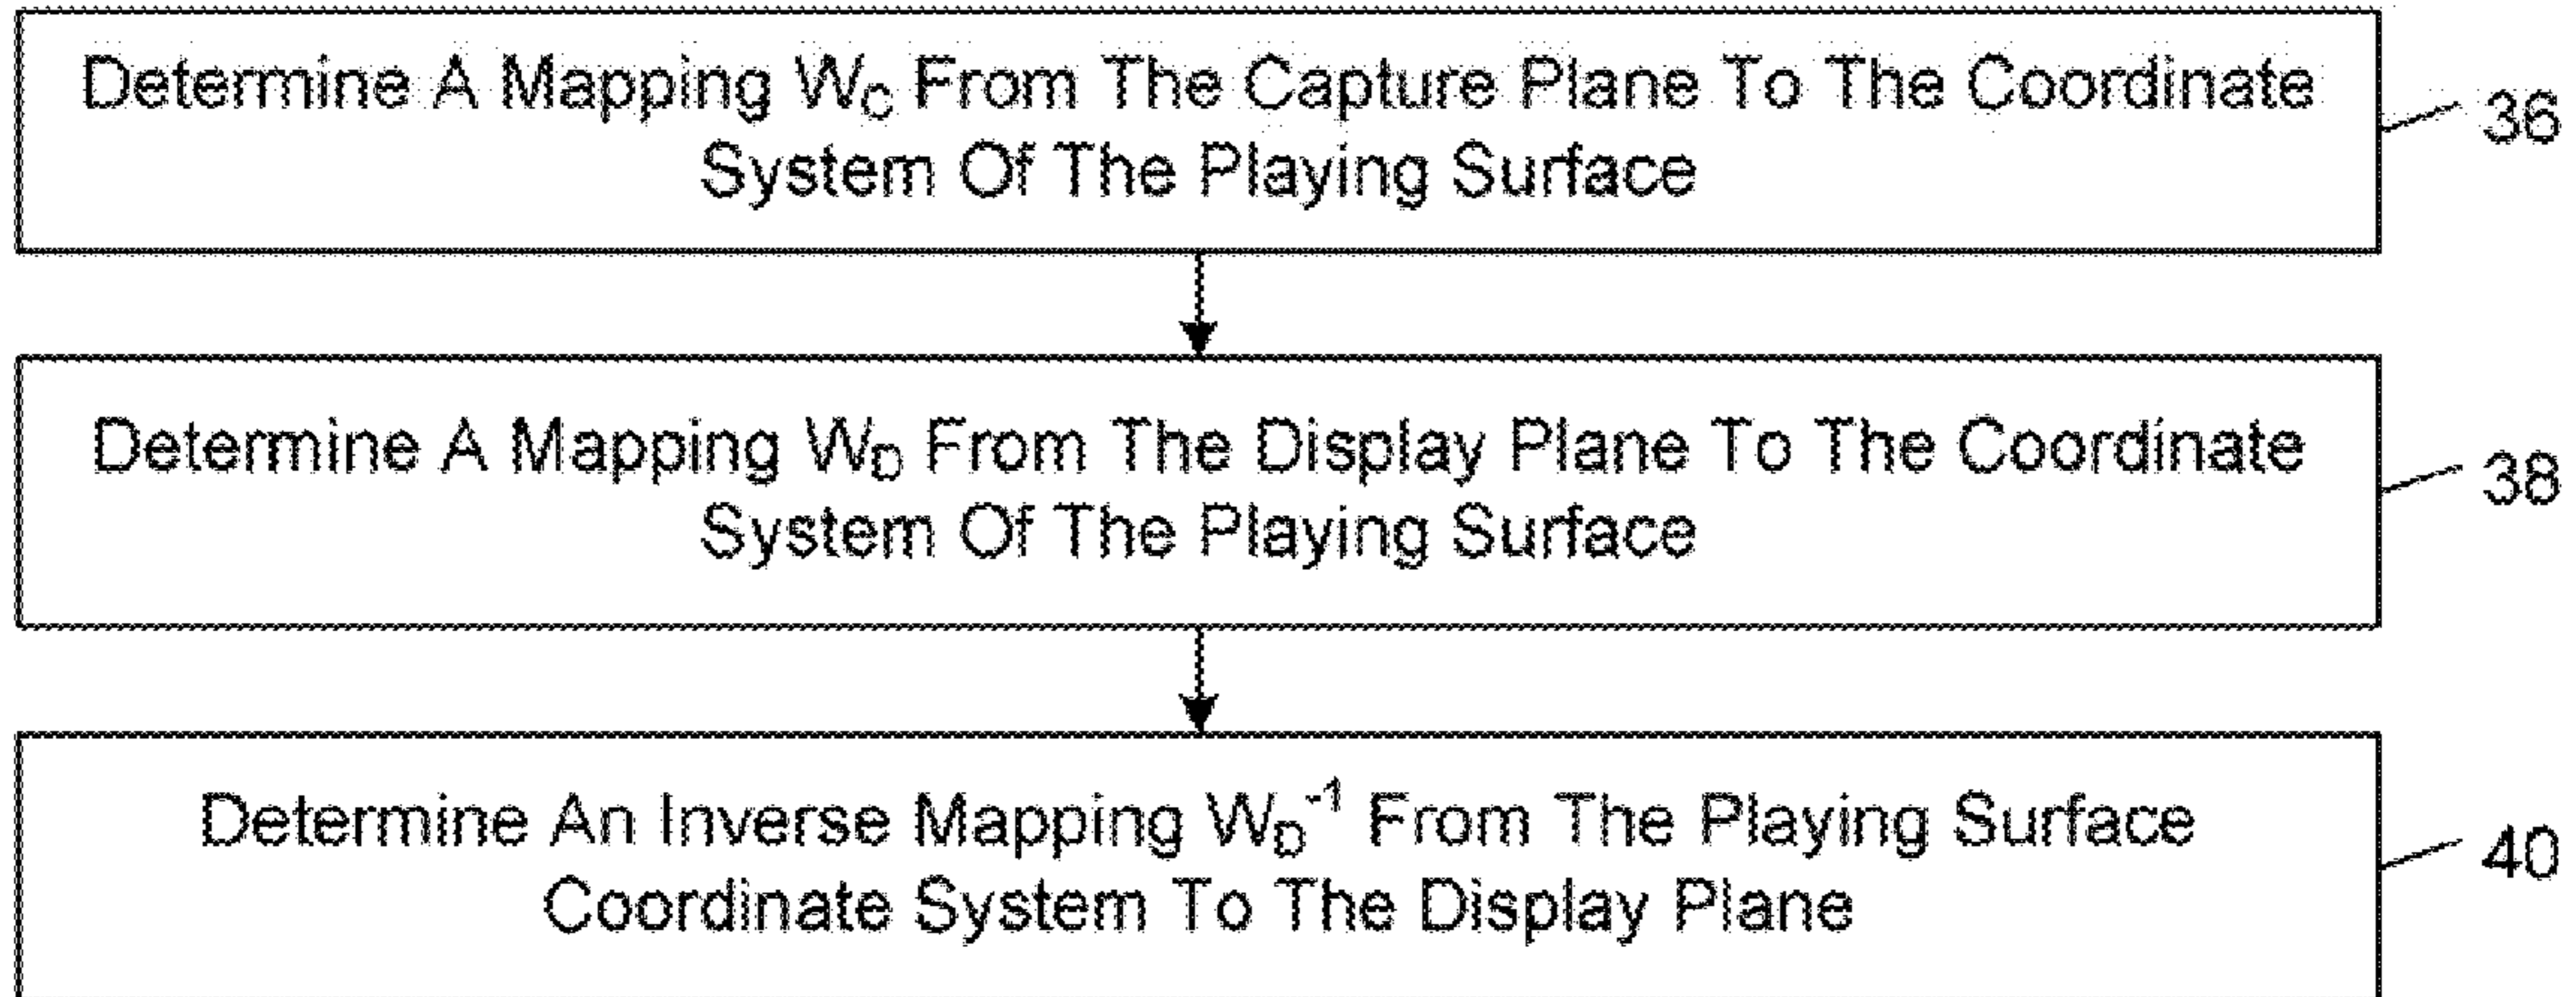 Determine A Mapping W_C From The Capture Plane To The Coordinate
System Of The Playing Surface
36
Determine A Mapping W_D From The Display Plane To The Coordinate
System Of The Playing Surface
38
Determine An Inverse Mapping W_D^-1 From The Playing Surface
Coordinate System To The Display Plane
40